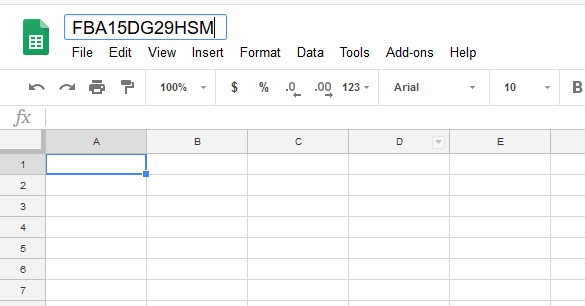 FBA15DG29HSM
File Edit View Insert Format Data Tools Add-ons Help
100% $ % .0 .00 123 Arial 10 B
fx
A B C D E
1
2
3
4
5
6
7